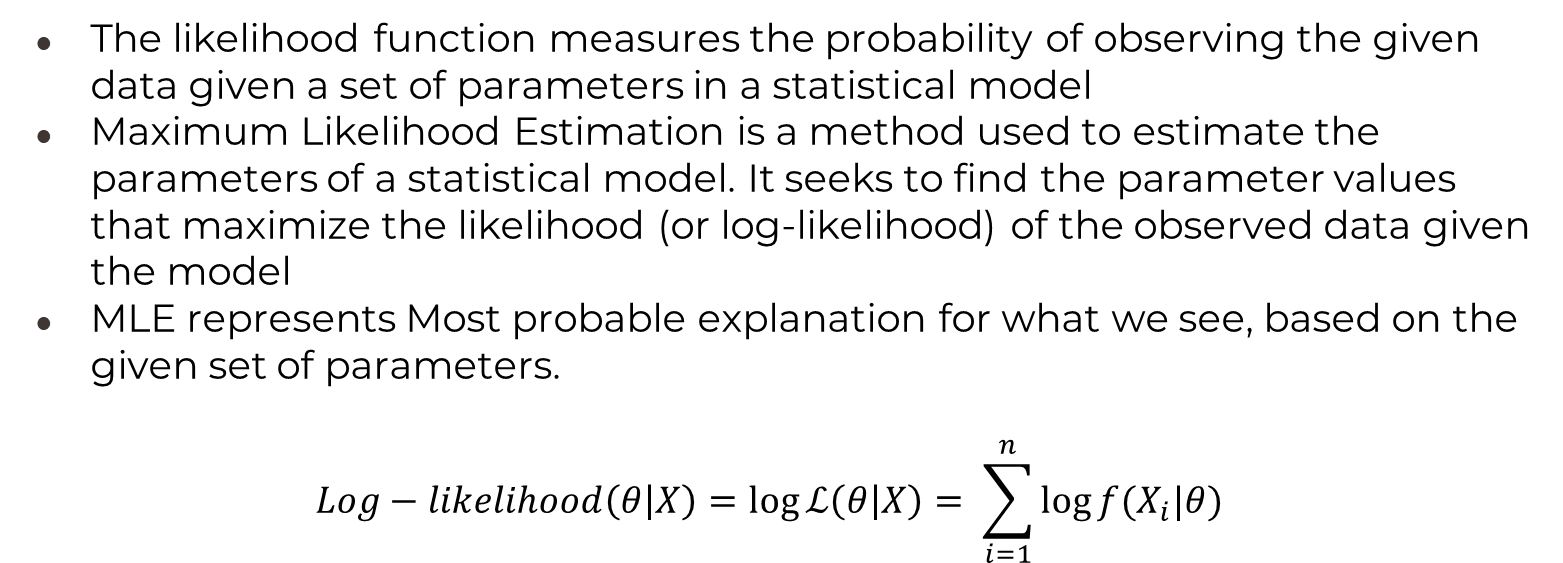 • The likelihood function measures the probability of observing the given
data given a set of parameters in a statistical model
• Maximum Likelihood Estimation is a method used to estimate the
parameters of a statistical model. It seeks to find the parameter values
that maximize the likelihood (or log-likelihood) of the observed data given
the model
• MLE represents Most probable explanation for what we see, based on the
given set of parameters.
Log − likelihood(θ|X) = log ℒ(θ|X) = ∑_{i=1}^{n} log f(X_i|θ)